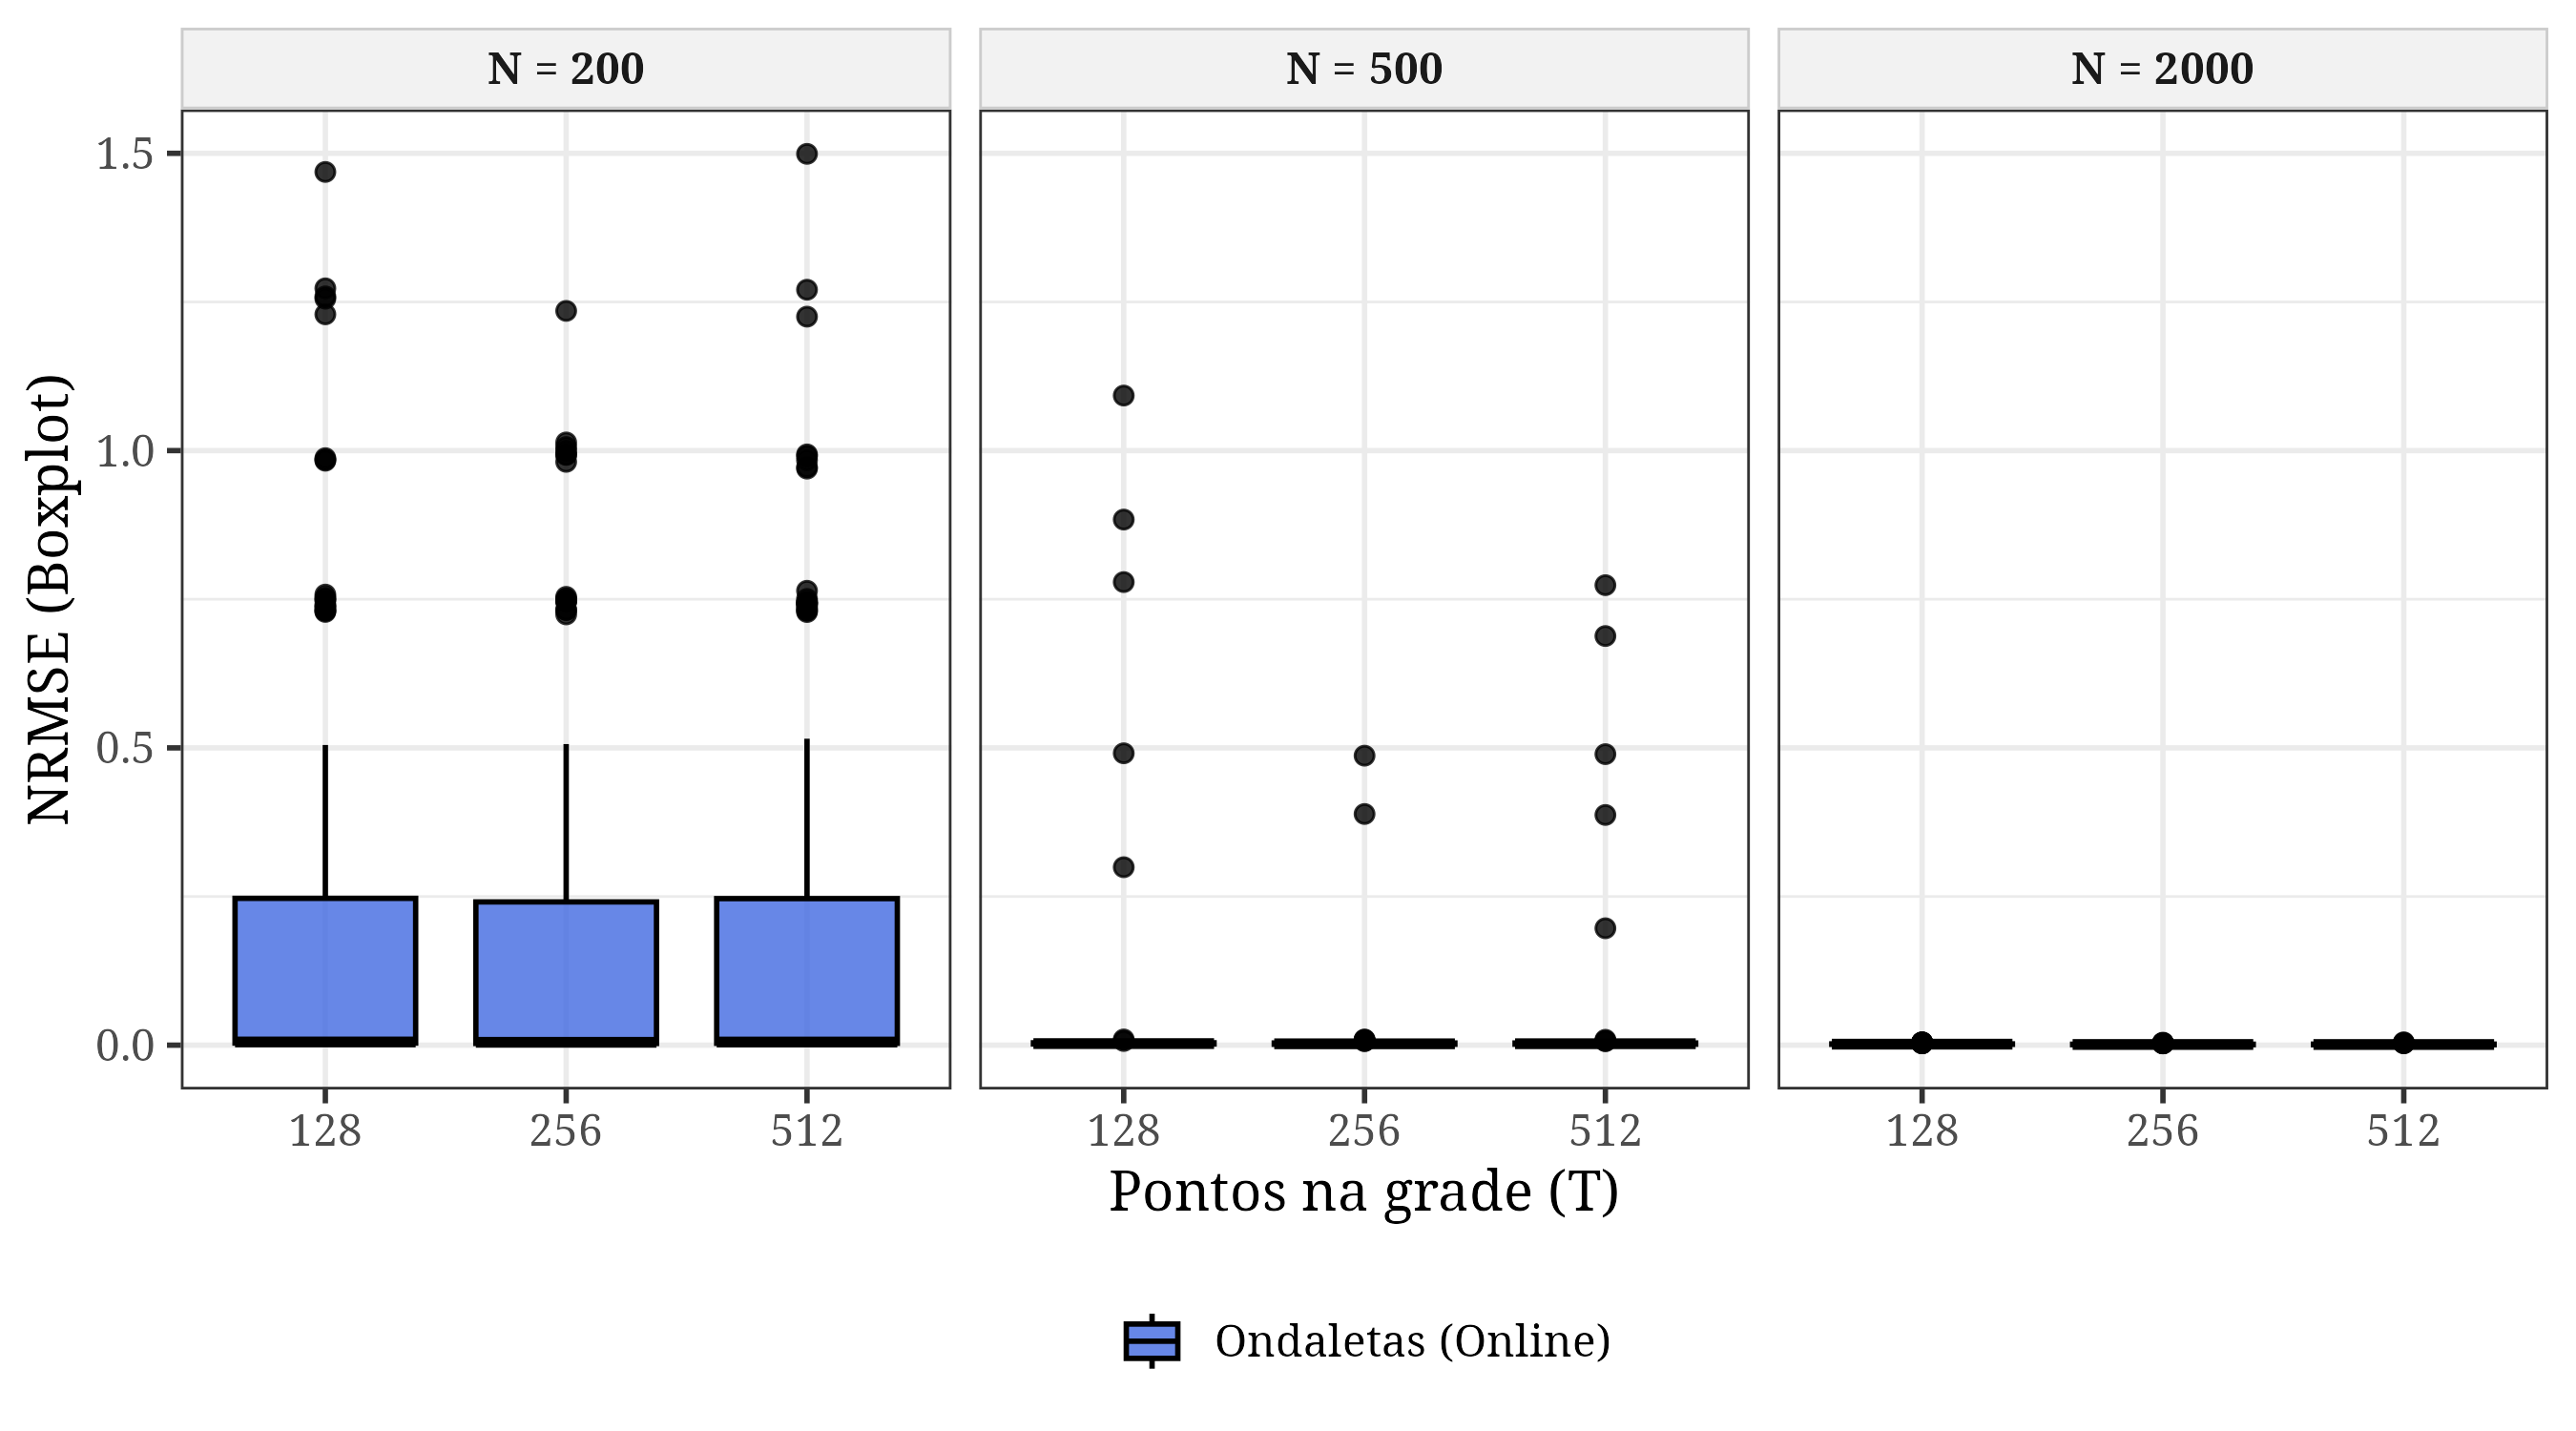 N = 200
N = 500
N = 2000
NRMSE (Boxplot)
1.5
1.0
0.5
0.0
128 256 512
128 256 512
128 256 512
Pontos na grade (T)
Ondaletas (Online)